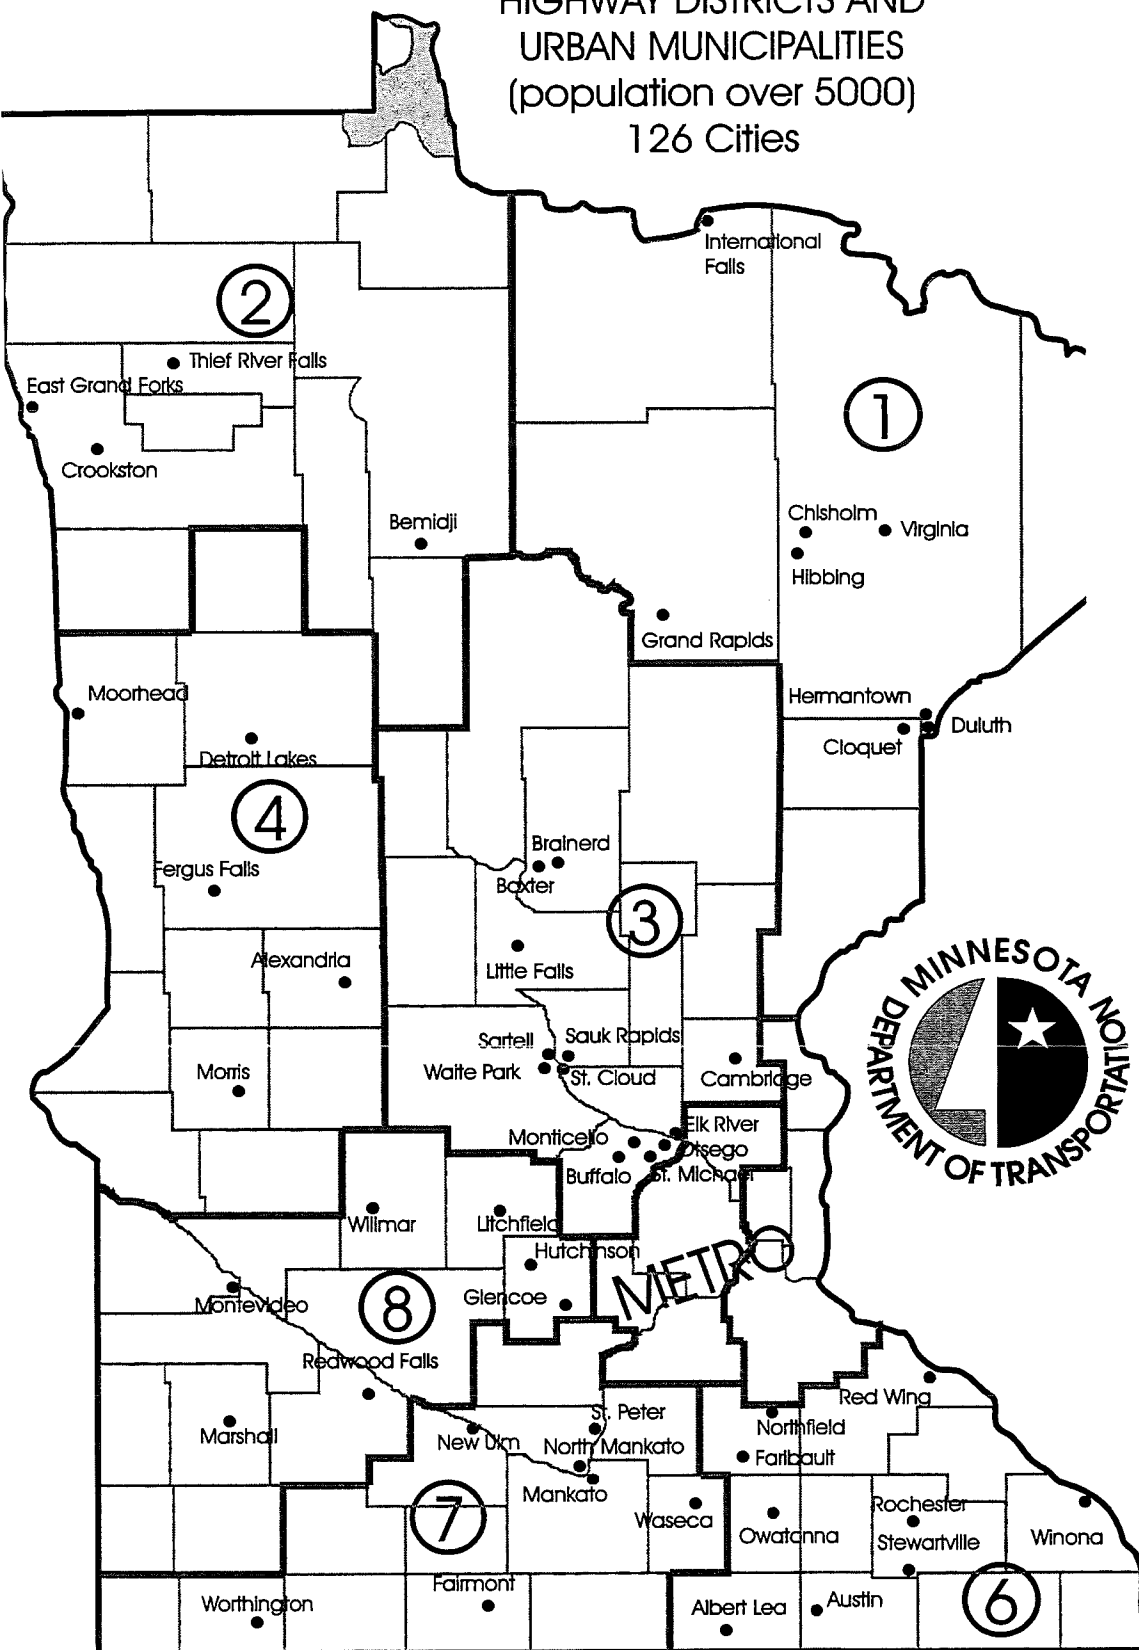 HIGHWAY DISTRICTS AND
URBAN MUNICIPALITIES
(population over 5000)
126 Cities
International
Falls
2
Thief River Falls
East Grand Forks
1
Crookston
Bemidji
Chisholm
Virginia
Hibbing
Grand Rapids
Moorhead
Hermantown
Duluth
Cloquet
Detroit Lakes
4
Brainerd
Fergus Falls
Baxter
3
Alexandria
Little Falls
MINNESOTA
DEPARTMENT OF TRANSPORTATION
Sartell
Sauk Rapids
Waite Park
St. Cloud
Morris
Cambridge
Elk River
Monticello
Otsego
Buffalo
St. Michael
Willmar
Litchfield
Hutchinson
METRO
Montevideo
8
Glencoe
Redwood Falls
Red Wing
St. Peter
Northfield
Marshall
New Ulm
North Mankato
Faribault
Mankato
7
Waseca
Rochester
Owatonna
Stewartville
Winona
Fairmont
6
Worthington
Albert Lea
Austin